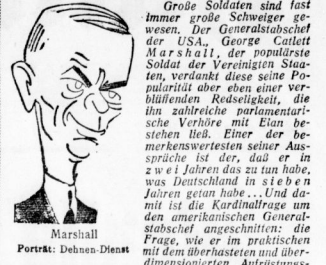 Große Soldaten sind fast
immer große Schweiger ge-
wesen. Der Generalstabschef
der USA., George Catlett
Marshall, der populärste
Soldat der Vereinigten Staa-
ten, verdankt diese seine Po-
pularität aber eben einer ver-
blüffenden Redseligkeit, die
ihn zahlreiche parlamentari-
sche Verhöre mit Elan be-
stehen ließ. Einer der be-
merkenswertesten seiner Aus-
sprüche ist der, daß er in
zwei Jahren das zu tun habe,
was Deutschland in sieben
Jahren getan habe... Und da-
mit ist die Kardinalfrage um
den amerikanischen General-
stabschef angeschnitten: die
Frage, wie er im praktischen
mit dem überhasteten und über-
dimensionierten Aufrüstungs-
Marshall
Porträt: Dehnen-Dienst